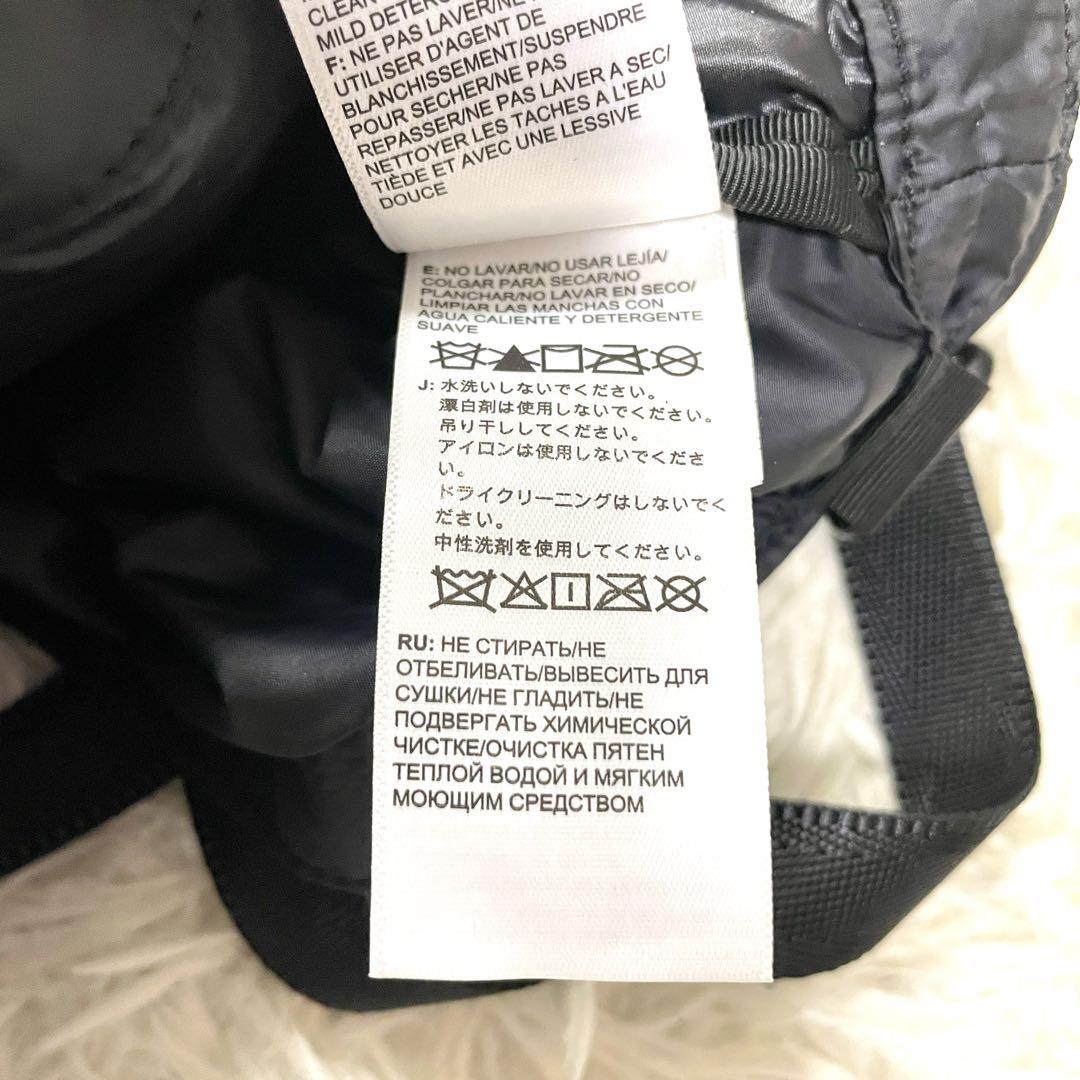 CLEAN
MILD DETERG
F: NE PAS LAVER/NE
UTILISER D'AGENT DE
BLANCHISSEMENT/SUSPENDRE
POUR SECHER/NE PAS
REPASSER/NE PAS LAVER A SEC/
NETTOYER LES TACHES À L'EAU
TIÈDE ET AVEC UNE LESSIVE
DOUCE
E: NO LAVAR/NO USAR LEJÍA/
COLGAR PARA SECAR/NO
PLANCHAR/NO LAVAR EN SECO/
LIMPIAR LAS MANCHAS CON
AGUA CALIENTE Y DETERGENTE
SUAVE
J: 水洗いしないでください。
漂白剤は使用しないでください。
吊り干ししてください。
アイロンは使用しないでくださ
い。
ドライクリーニングはしないでく
ださい。
中性洗剤を使用してください。
RU: НЕ СТИРАТЬ/НЕ
ОТБЕЛИВАТЬ/ВЫВЕСИТЬ ДЛЯ
СУШКИ/НЕ ГЛАДИТЬ/НЕ
ПОДВЕРГАТЬ ХИМИЧЕСКОЙ
ЧИСТКЕ/ОЧИСТКА ПЯТЕН
ТЕПЛОЙ ВОДОЙ И МЯГКИМ
МОЮЩИМ СРЕДСТВОМ